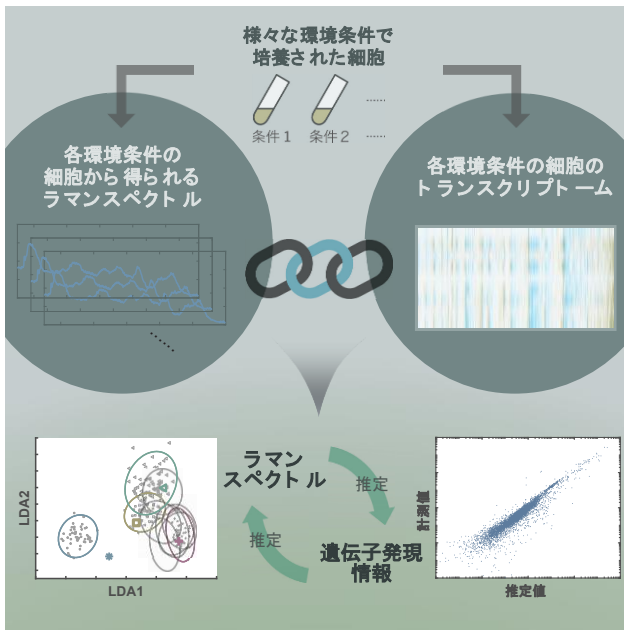 様々な環境条件で
培養された細胞
条件1 条件2
各環境条件の
細胞から得られる
ラマンスペクトル
各環境条件の細胞の
トランスクリプトーム
ラマン
スペクトル
推定
推定
遺伝子発現
情報
LDA2
LDA1
計測値
推定値